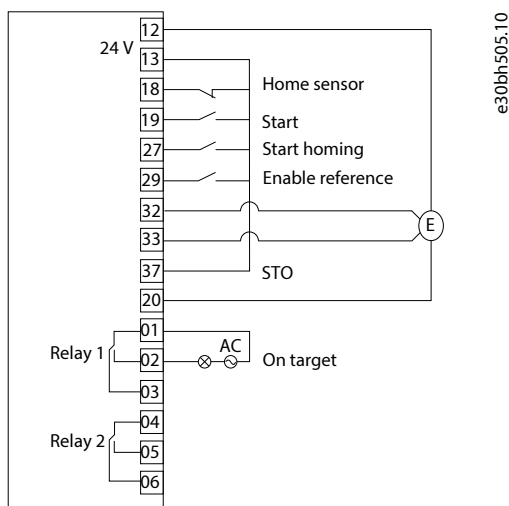 12
24 V
13
18 Home sensor
19 Start
27 Start homing
29 Enable reference
32
33
E
37 STO
20
01
Relay 1
02 AC On target
03
04
Relay 2
05
06
e30bh505.10